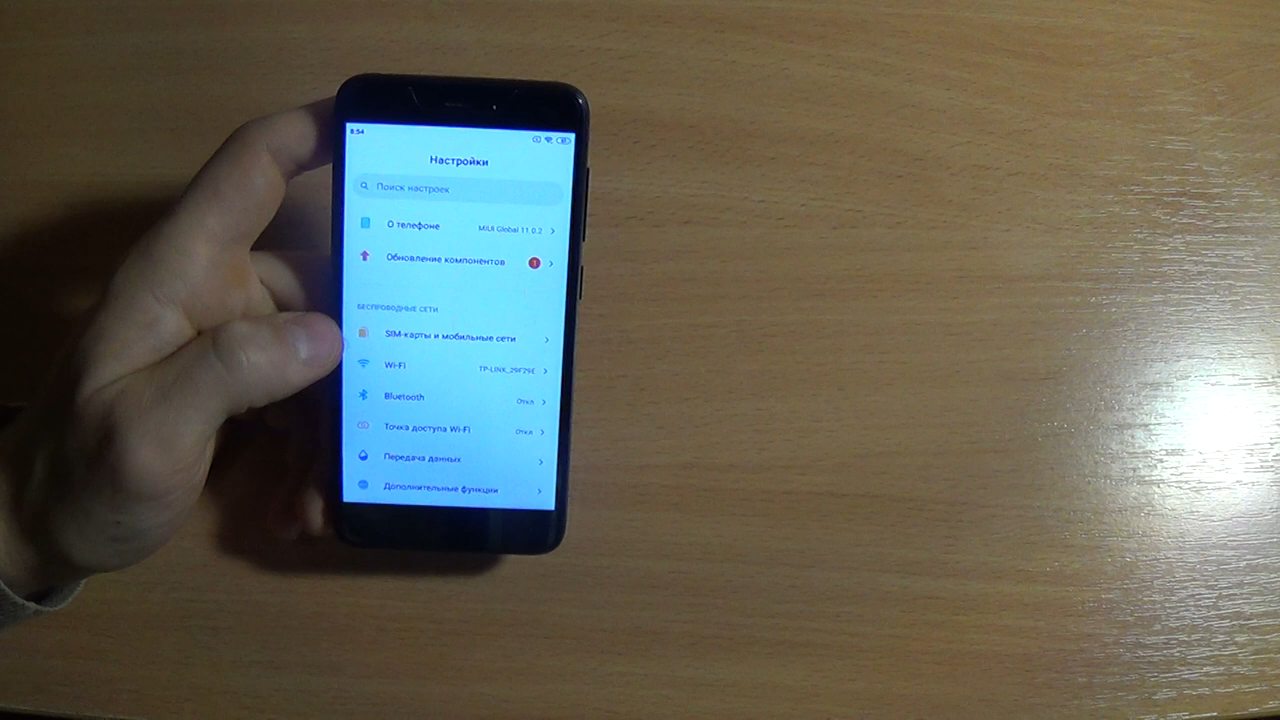 8:54
Настройки
Поиск настроек
О телефоне MIUI Global 11.0.2
Обновление компонентов 1
БЕСПРОВОДНЫЕ СЕТИ
SIM-карты и мобильные сети
Wi-Fi TP-LINK_29F29E
Bluetooth Откл
Точка доступа Wi-Fi Откл
Передача данных
Дополнительные функции